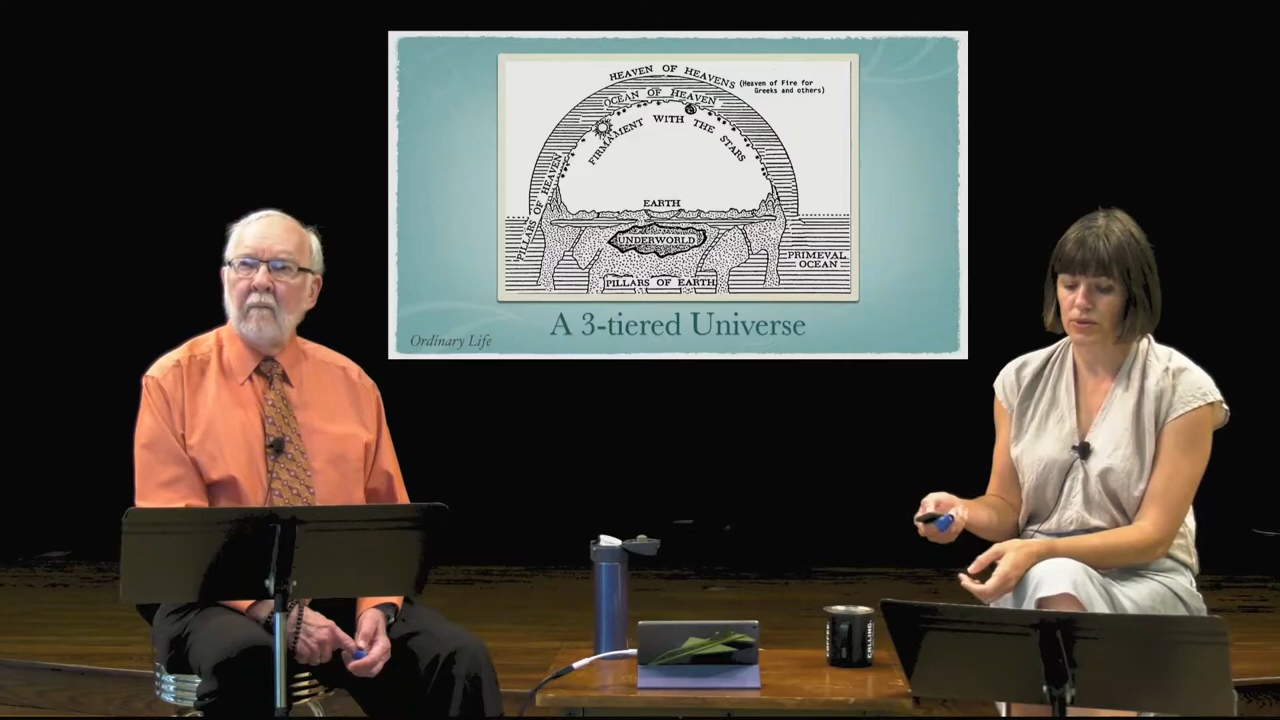 HEAVEN OF HEAVENS
(Heaven of Fire for
Greeks and others)
OCEAN OF HEAVEN
FIRMAMENT WITH THE STARS
PILLARS OF HEAVEN
EARTH
UNDERWORLD
PRIMEVAL
OCEAN
PILLARS OF EARTH
A 3-tiered Universe
Ordinary Life
CALLING